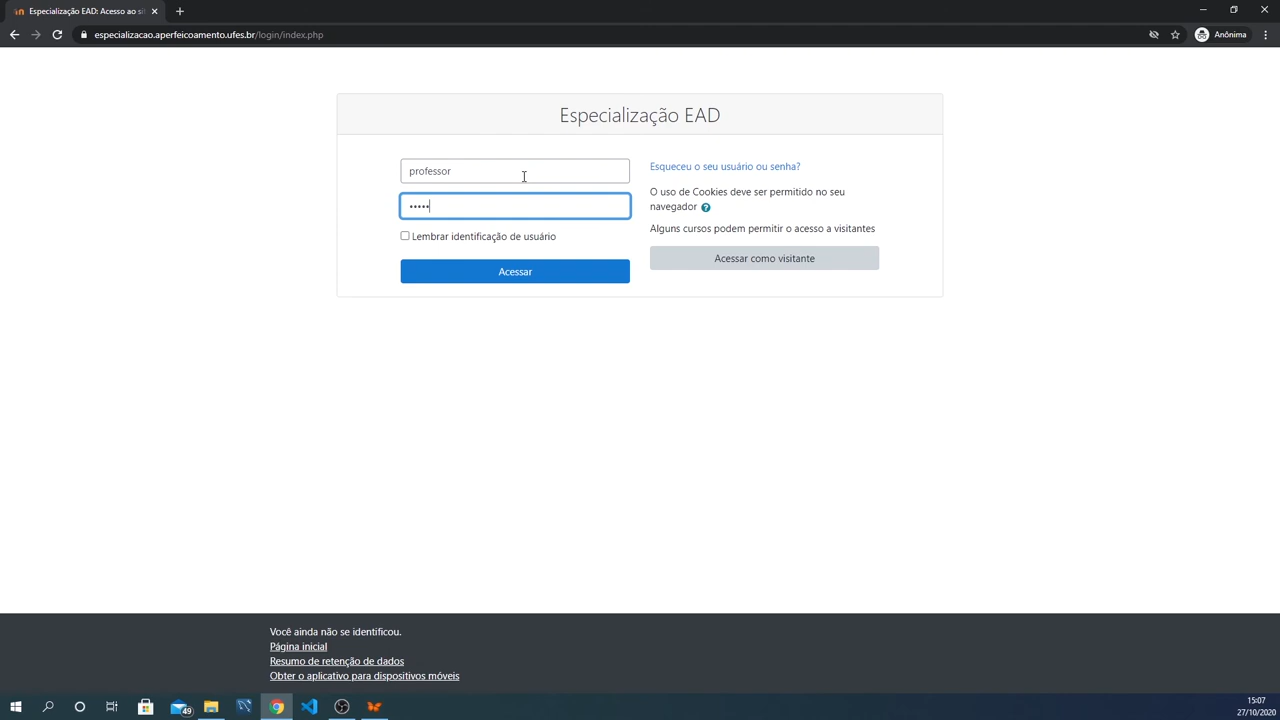 Especialização EAD: Acesso ao sit
especializacao.aperfeicoamento.ufes.br/login/index.php
Anônima
Especialização EAD
professor
•••••
Lembrar identificação de usuário
Acessar
Esqueceu o seu usuário ou senha?
O uso de Cookies deve ser permitido no seu
navegador
Alguns cursos podem permitir o acesso a visitantes
Acessar como visitante
Você ainda não se identificou.
Página inicial
Resumo de retenção de dados
Obter o aplicativo para dispositivos móveis
49
15:07
27/10/2020